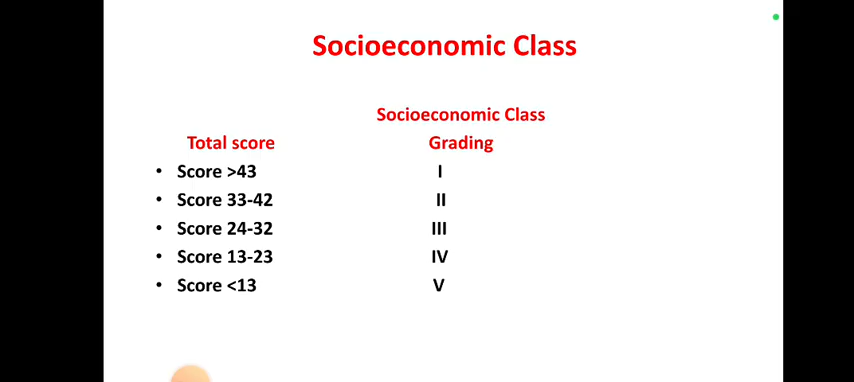 Socioeconomic Class
Socioeconomic Class
Total score Grading
• Score >43 I
• Score 33-42 II
• Score 24-32 III
• Score 13-23 IV
• Score <13 V